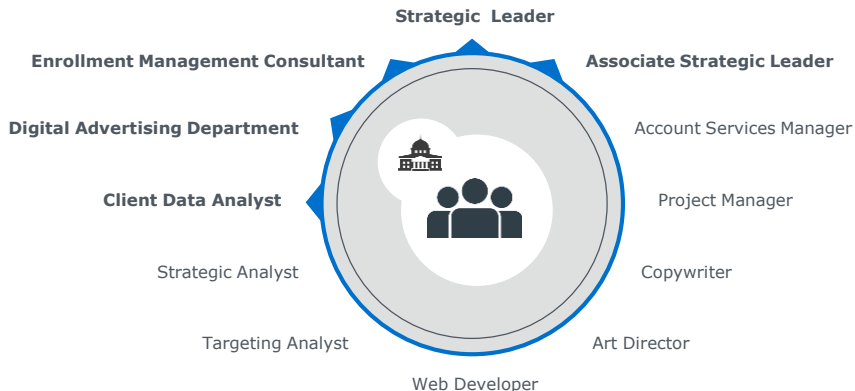 Strategic Leader
Enrollment Management Consultant
Associate Strategic Leader
Digital Advertising Department
Account Services Manager
Client Data Analyst
Project Manager
Strategic Analyst
Copywriter
Targeting Analyst
Art Director
Web Developer